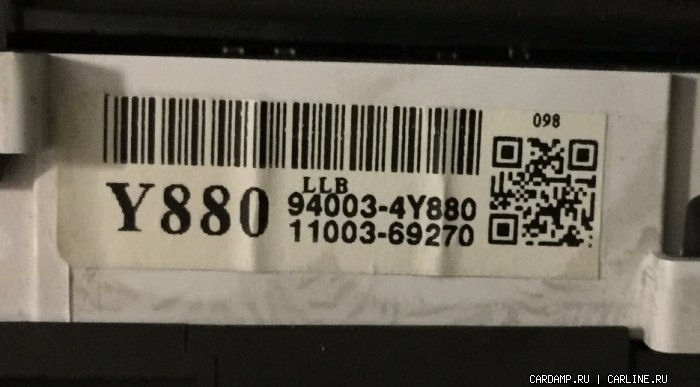 098
LLB
Y880 94003-4Y880
11003-69270
CARDAMP.RU | CARLINE.RU